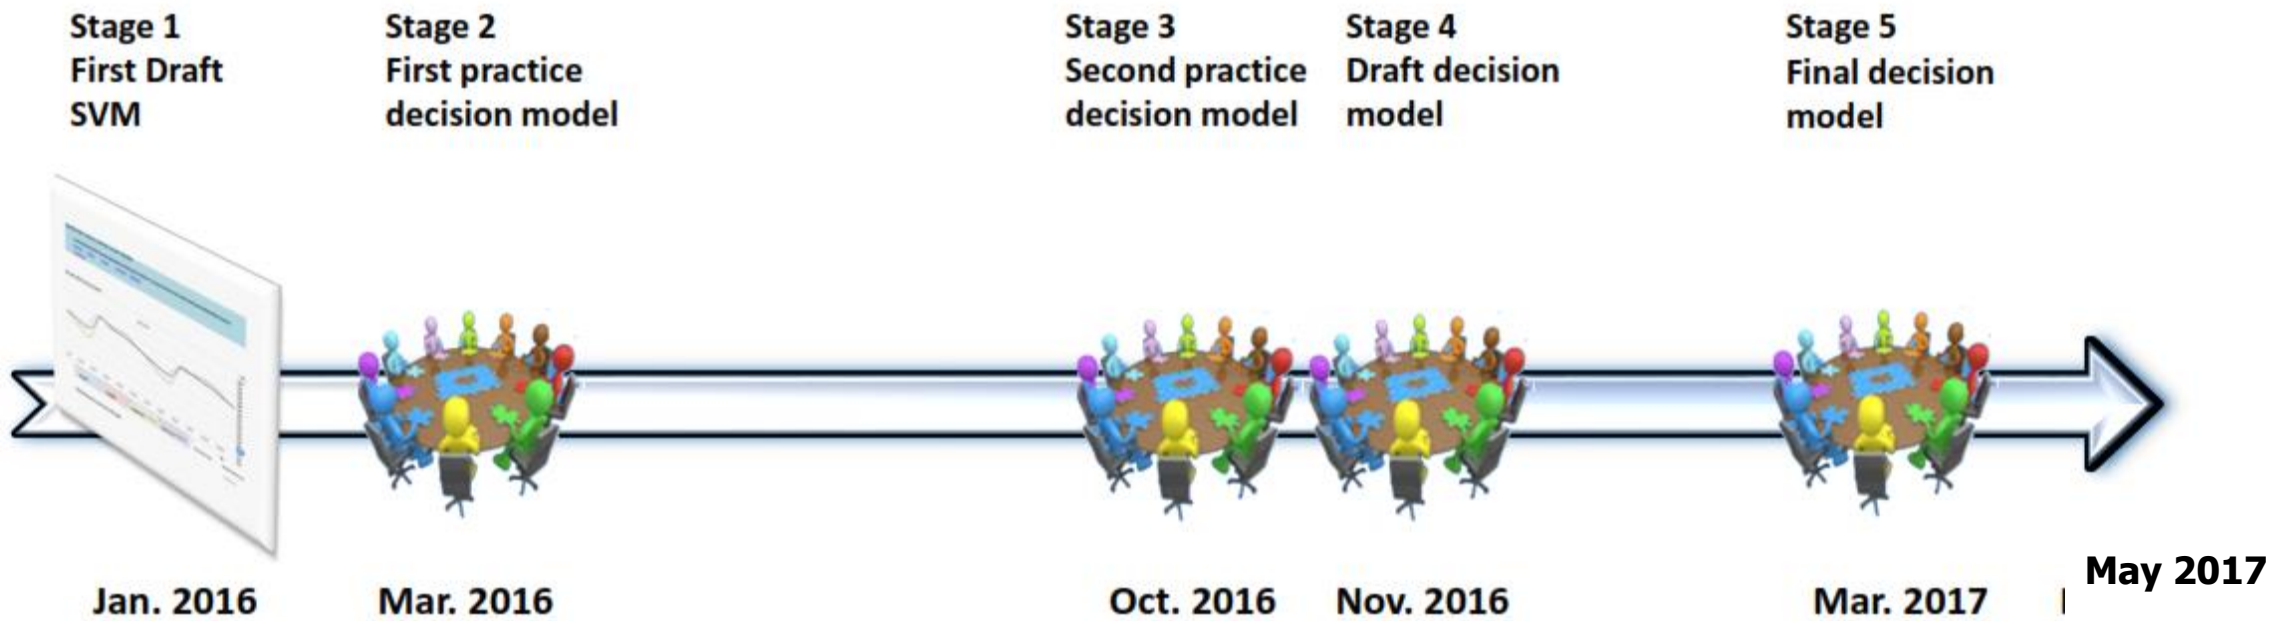 Stage 1
First Draft
SVM
Stage 2
First practice
decision model
Stage 3
Second practice
decision model
Stage 4
Draft decision
model
Stage 5
Final decision
model
Jan. 2016
Mar. 2016
Oct. 2016
Nov. 2016
Mar. 2017
May 2017